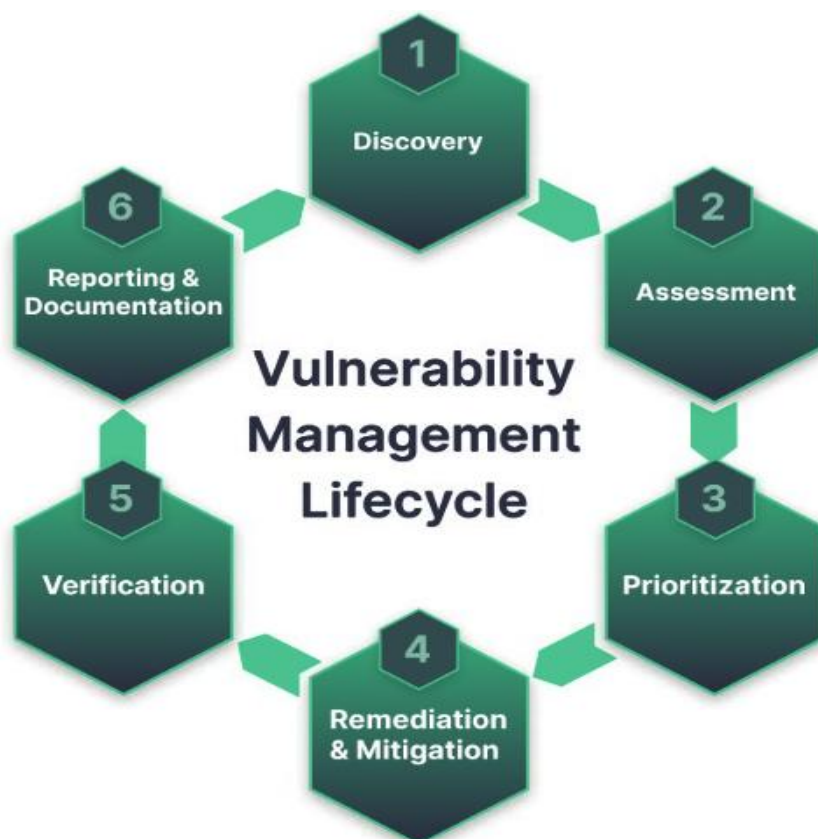 1
Discovery
2
Assessment
3
Prioritization
4
Remediation
& Mitigation
5
Verification
6
Reporting &
Documentation
Vulnerability
Management
Lifecycle